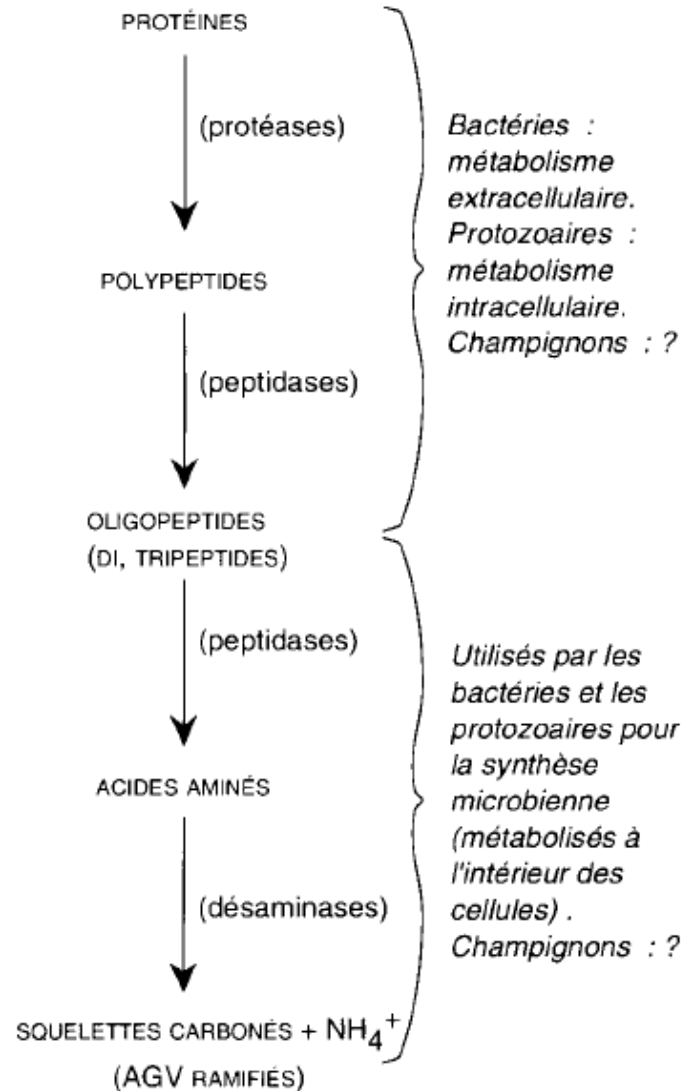 PROTÉINES
(protéases)
POLYPEPTIDES
(peptidases)
OLIGOPEPTIDES
(DI, TRIPEPTIDES)
(peptidases)
ACIDES AMINÉS
(désaminases)
SQUELETTES CARBONÉS + NH4+
(AGV RAMIFIÉS)
Bactéries :
métabolisme
extracellulaire.
Protozoaires :
métabolisme
intracellulaire.
Champignons : ?
Utilisés par les
bactéries et les
protozoaires pour
la synthèse
microbienne
(métabolisés à
l'intérieur des
cellules) .
Champignons : ?